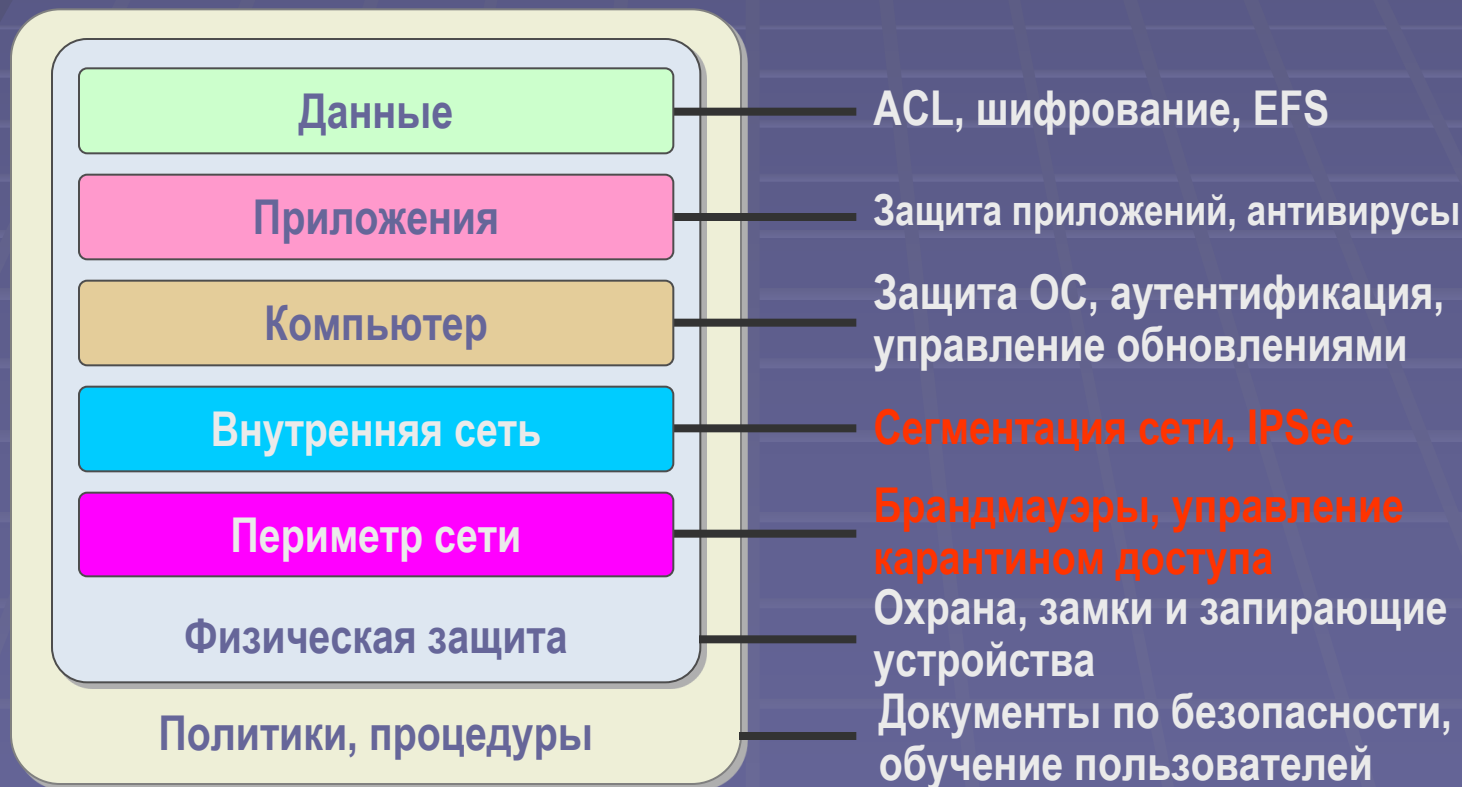 Данные
ACL, шифрование, EFS
Приложения
Защита приложений, антивирусы
Компьютер
Защита ОС, аутентификация,
управление обновлениями
Внутренняя сеть
Сегментация сети, IPSec
Периметр сети
Брандмауэры, управление
карантином доступа
Физическая защита
Охрана, замки и запирающие
устройства
Политики, процедуры
Документы по безопасности,
обучение пользователей